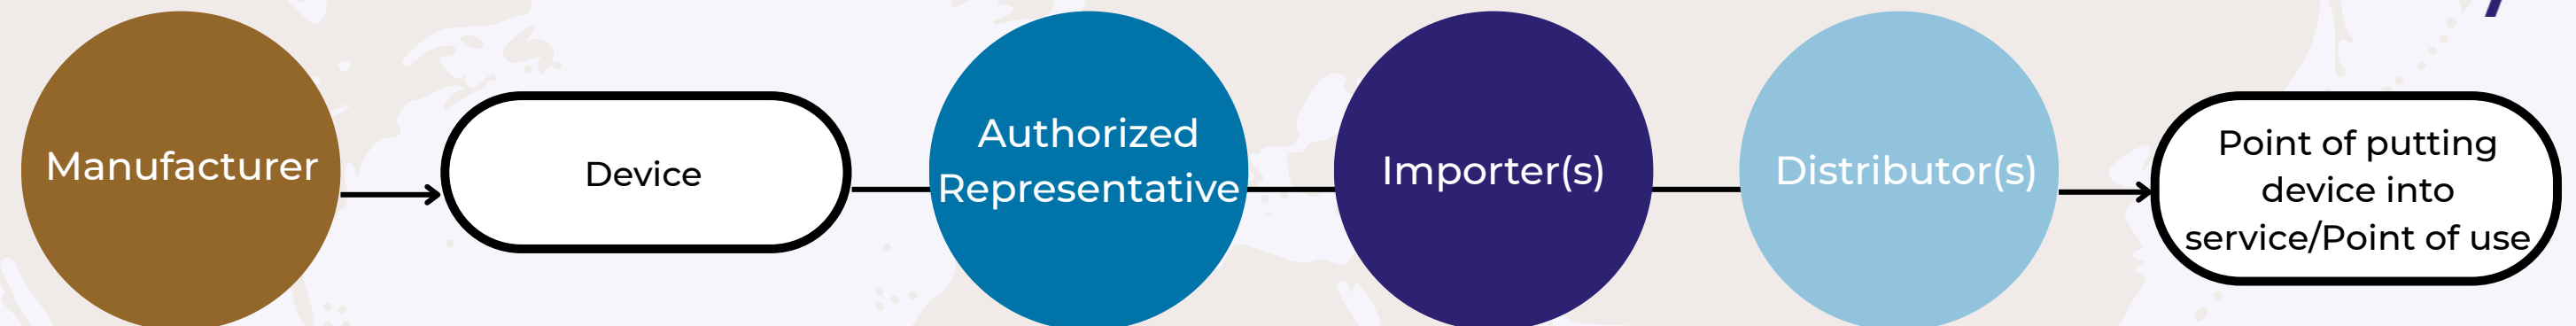 Manufacturer
Device
Authorized
Representative
Importer(s)
Distributor(s)
Point of putting
device into
service/Point of use